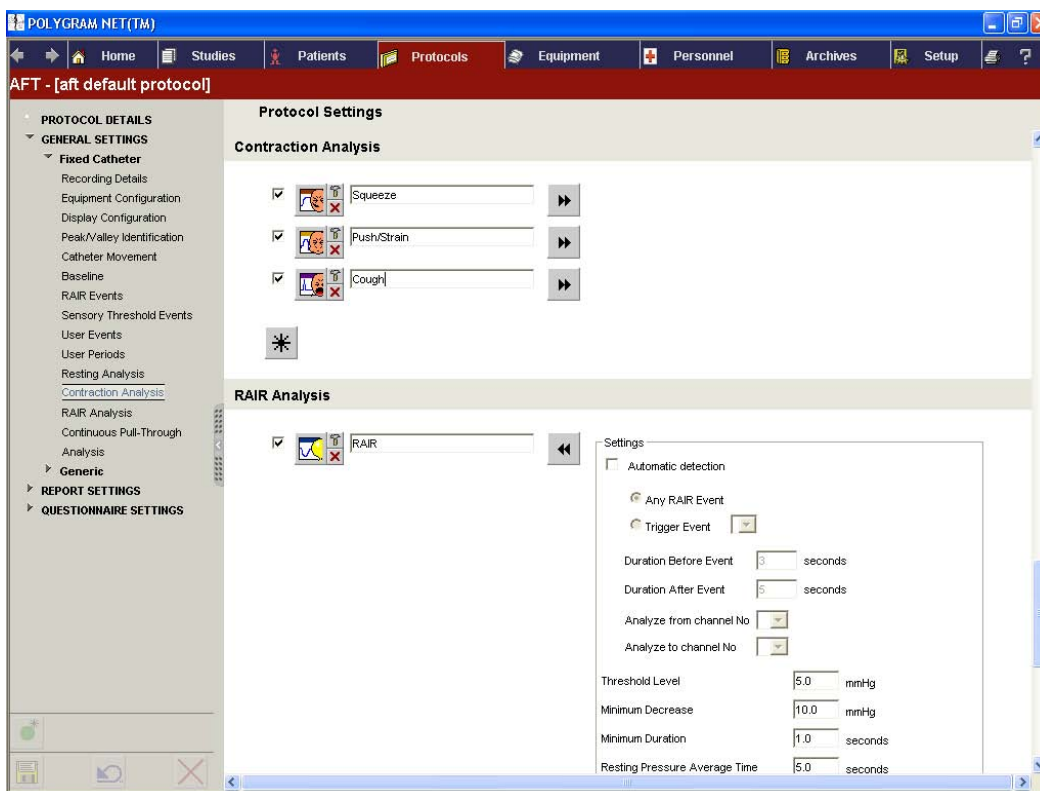 POLYGRAM NET(TM)
Home Studies Patients Protocols Equipment Personnel Archives Setup ?
AFT - [aft default protocol]
PROTOCOL DETAILS
GENERAL SETTINGS
Fixed Catheter
Recording Details
Equipment Configuration
Display Configuration
Peak/Valley Identification
Catheter Movement
Baseline
RAIR Events
Sensory Threshold Events
User Events
User Periods
Resting Analysis
Contraction Analysis
RAIR Analysis
Continuous Pull-Through
Analysis
Generic
REPORT SETTINGS
QUESTIONNAIRE SETTINGS
Protocol Settings
Contraction Analysis
Squeeze
Push/Strain
Cough
RAIR Analysis
RAIR
Settings
Automatic detection
Any RAIR Event
Trigger Event
Duration Before Event 3 seconds
Duration After Event 5 seconds
Analyze from channel No
Analyze to channel No
Threshold Level 5.0 mmHg
Minimum Decrease 10.0 mmHg
Minimum Duration 1.0 seconds
Resting Pressure Average Time 5.0 seconds